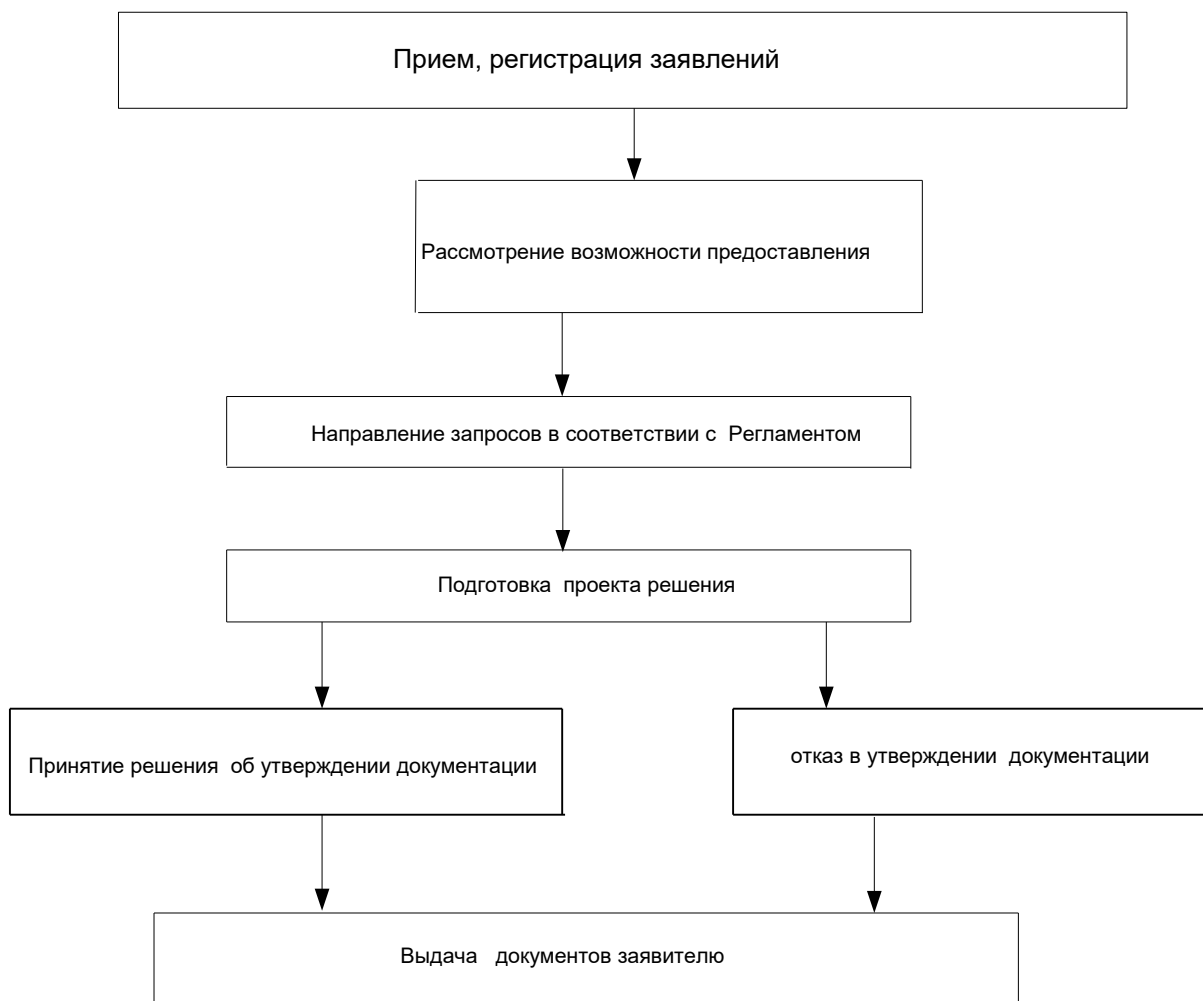 Прием, регистрация заявлений
Рассмотрение возможности предоставления
Направление запросов в соответствии с Регламентом
Подготовка проекта решения
Принятие решения об утверждении документации
отказ в утверждении документации
Выдача документов заявителю